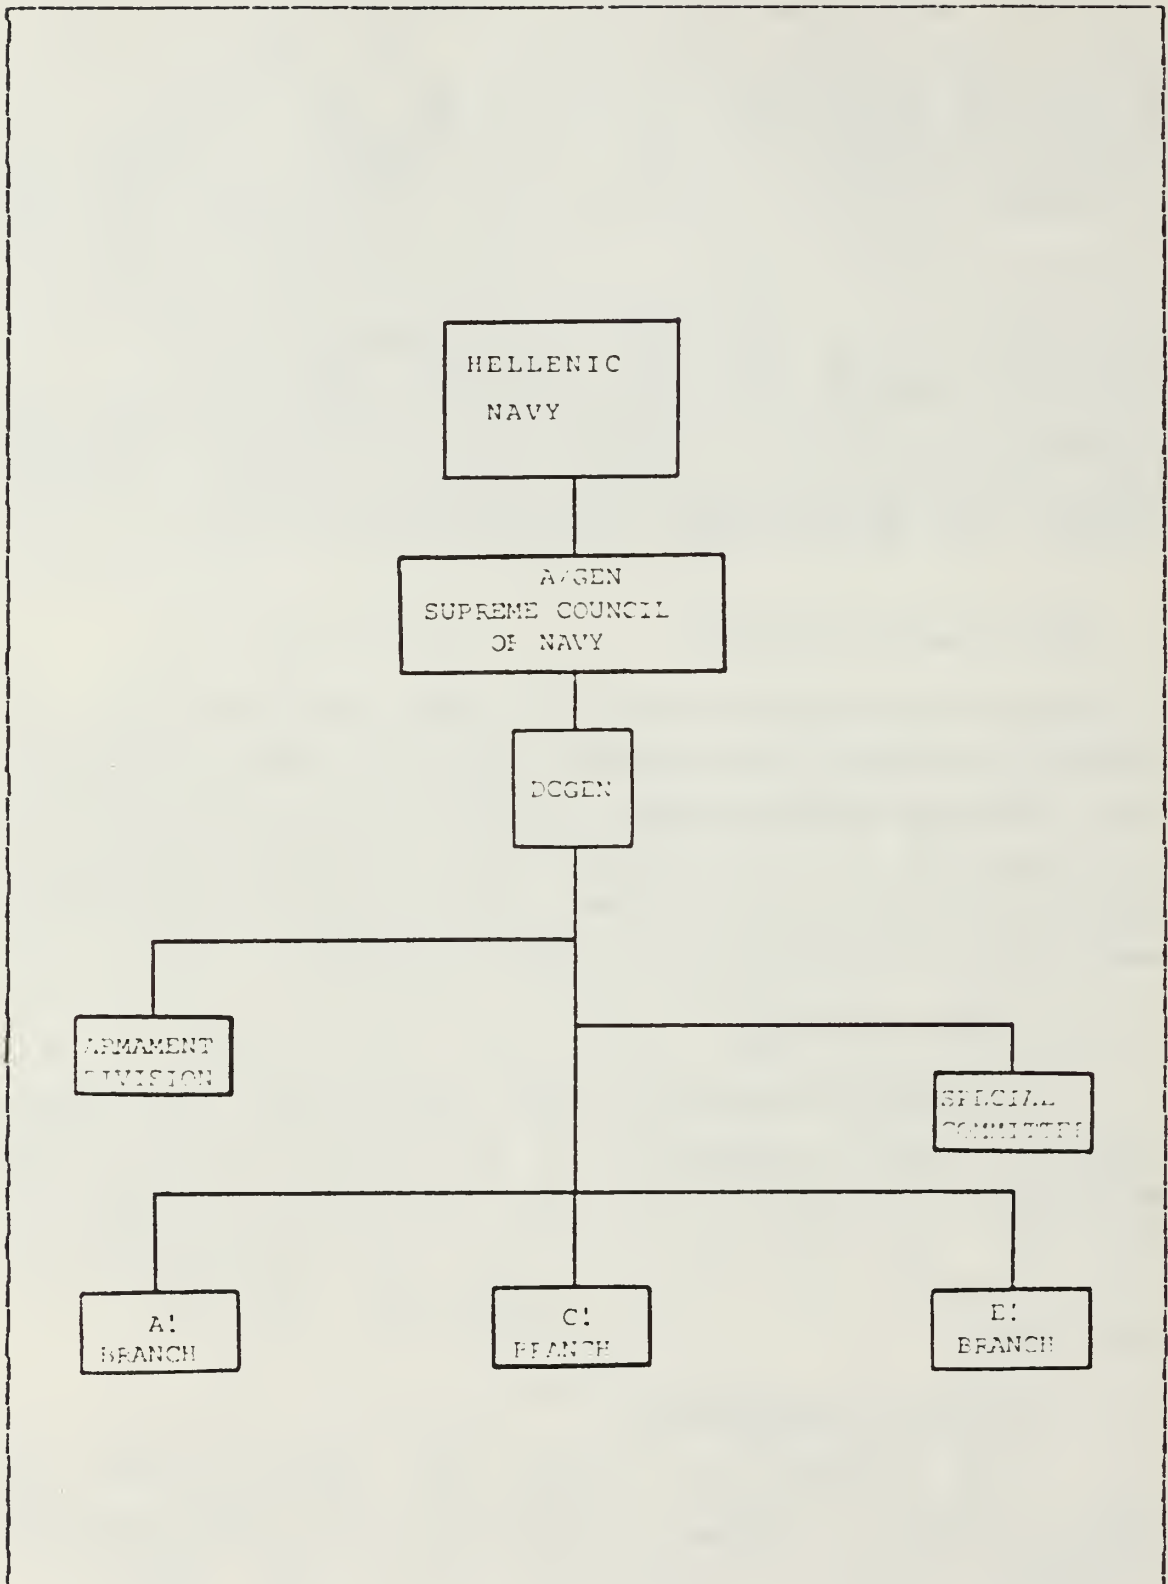 HELLENIC
NAVY
A/GEN
SUPREME COUNCIL
OF NAVY
DCGEN
ARMAMENT
DIVISION
SPECIAL
COMMITTEE
A!
BRANCH
C!
BRANCH
E!
BRANCH